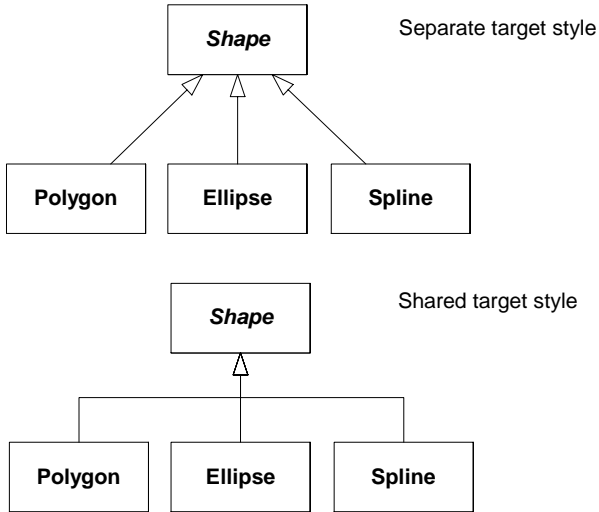 Shape
Separate target style
Polygon
Ellipse
Spline
Shape
Shared target style
Polygon
Ellipse
Spline